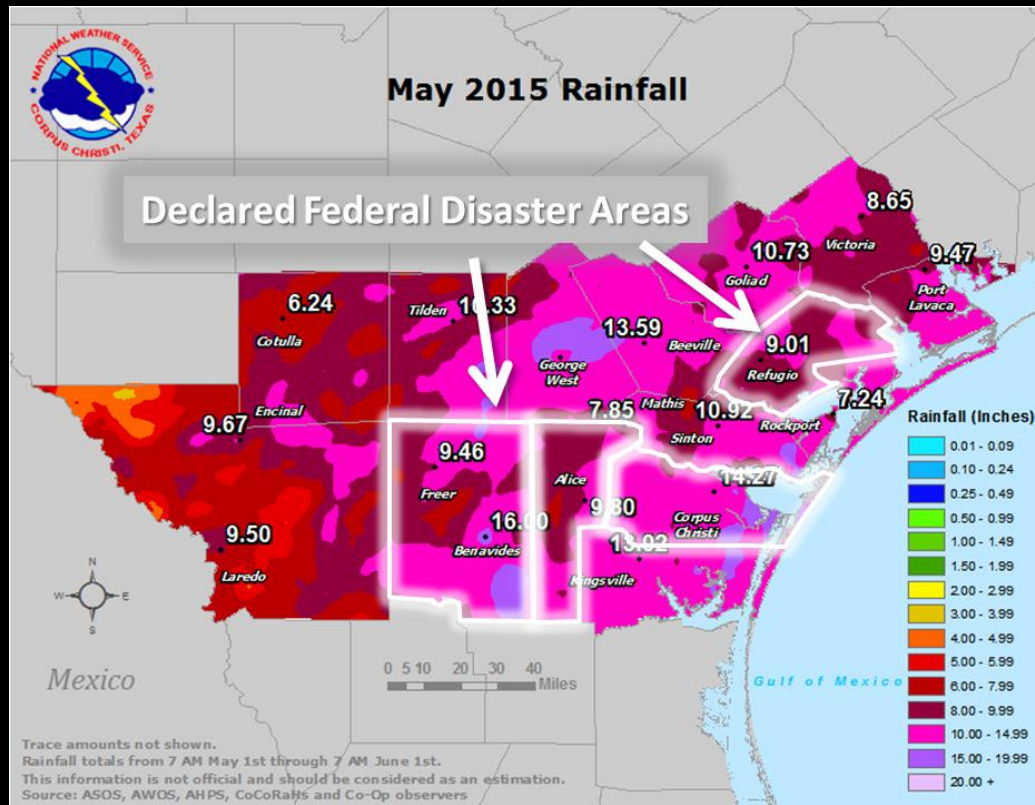 NATIONAL WEATHER SERVICE
CORPUS CHRISTI, TEXAS
May 2015 Rainfall
Declared Federal Disaster Areas
8.65
Victoria
10.73
Goliad
9.47
Port
Lavaca
6.24
Cotulla
Tilden
10.33
13.59
Beeville
George
West
9.01
Refugio
9.67
Encinal
7.85
Mathis
10.92
Sinton
7.24
Rockport
9.46
Freer
Alice
9.80
14.27
Corpus
Christi
16.00
Benavides
9.50
Laredo
13.02
Kingsville
N
W
E
S
Mexico
0 5 10 20 30 40
Miles
Gulf of Mexico
Rainfall (Inches)
0.01 - 0.09
0.10 - 0.24
0.25 - 0.49
0.50 - 0.99
1.00 - 1.49
1.50 - 1.99
2.00 - 2.99
3.00 - 3.99
4.00 - 4.99
5.00 - 5.99
6.00 - 7.99
8.00 - 9.99
10.00 - 14.99
15.00 - 19.99
20.00 +
Trace amounts not shown.
Rainfall totals from 7 AM May 1st through 7 AM June 1st.
This information is not official and should be considered as an estimation.
Source: ASOS, AWOS, AHPS, CoCoRaHs and Co-Op observers